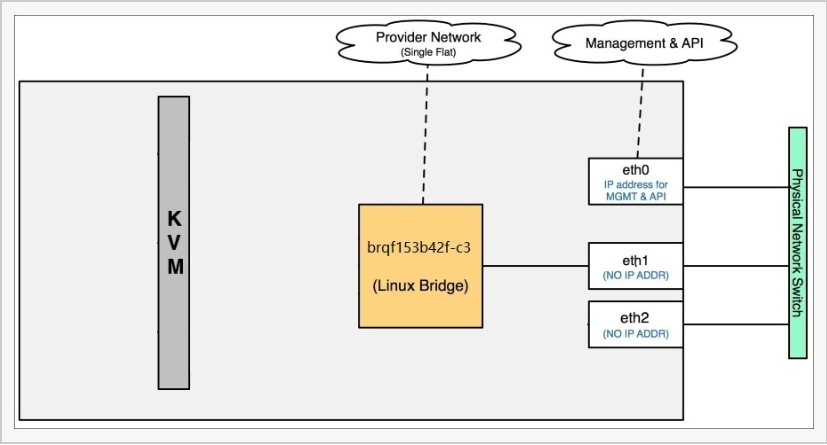 Provider Network
(Single Flat)
Management & API
eth0
IP address for
MGMT & API
K
V
M
brqf153b42f-c3
(Linux Bridge)
eth1
(NO IP ADDR)
eth2
(NO IP ADDR)
Physical Network Switch